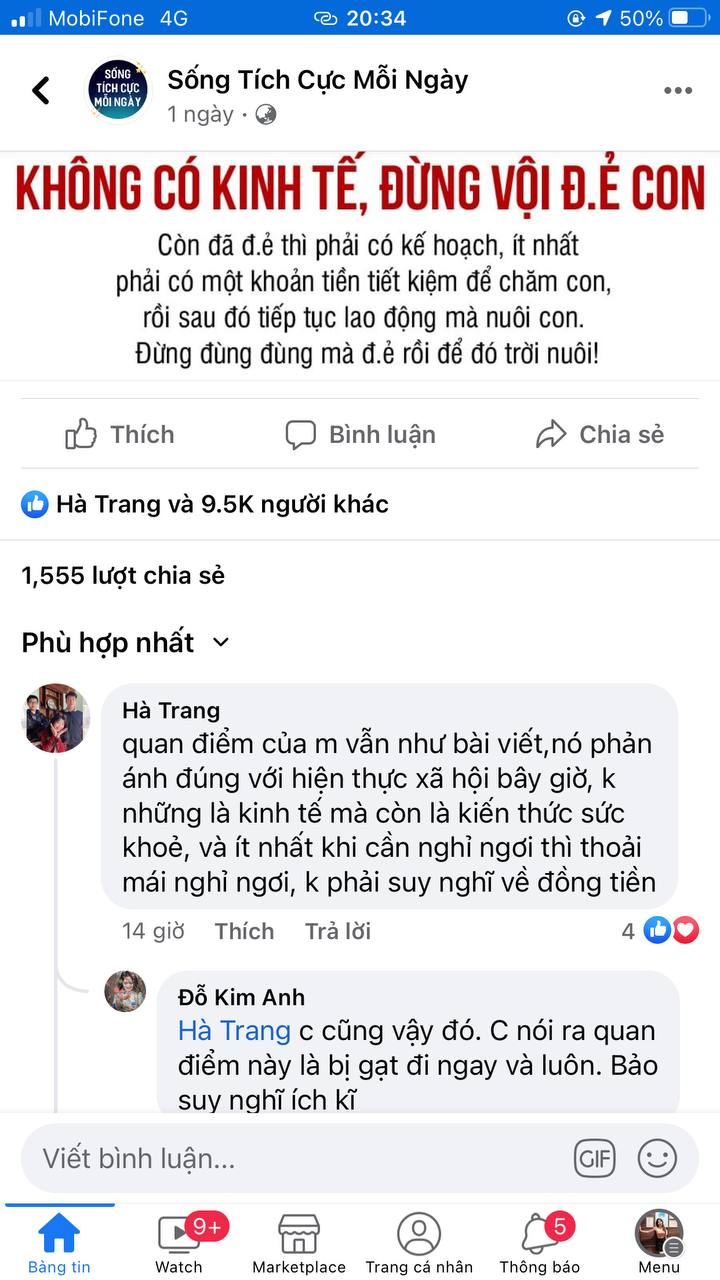 MobiFone 4G 20:34 50%
SỐNG
TÍCH CỰC
MỖI NGÀY
Sống Tích Cực Mỗi Ngày
1 ngày ·
KHÔNG CÓ KINH TẾ, ĐỪNG VỘI Đ.Ẻ CON
Còn đã đ.ẻ thì phải có kế hoạch, ít nhất
phải có một khoản tiền tiết kiệm để chăm con,
rồi sau đó tiếp tục lao động mà nuôi con.
Đừng đùng đùng mà đ.ẻ rồi để đó trời nuôi!
Thích Bình luận Chia sẻ
Hà Trang và 9.5K người khác
1,555 lượt chia sẻ
Phù hợp nhất
Hà Trang
quan điểm của m vẫn như bài viết,nó phản
ánh đúng với hiện thực xã hội bây giờ, k
những là kinh tế mà còn là kiến thức sức
khoẻ, và ít nhất khi cần nghỉ ngơi thì thoải
mái nghỉ ngơi, k phải suy nghĩ về đồng tiền
14 giờ Thích Trả lời 4
Đỗ Kim Anh
Hà Trang c cũng vậy đó. C nói ra quan
điểm này là bị gạt đi ngay và luôn. Bảo
suy nghĩ ích kĩ
Viết bình luận... GIF
9+ 5
Bảng tin Watch Marketplace Trang cá nhân Thông báo Menu